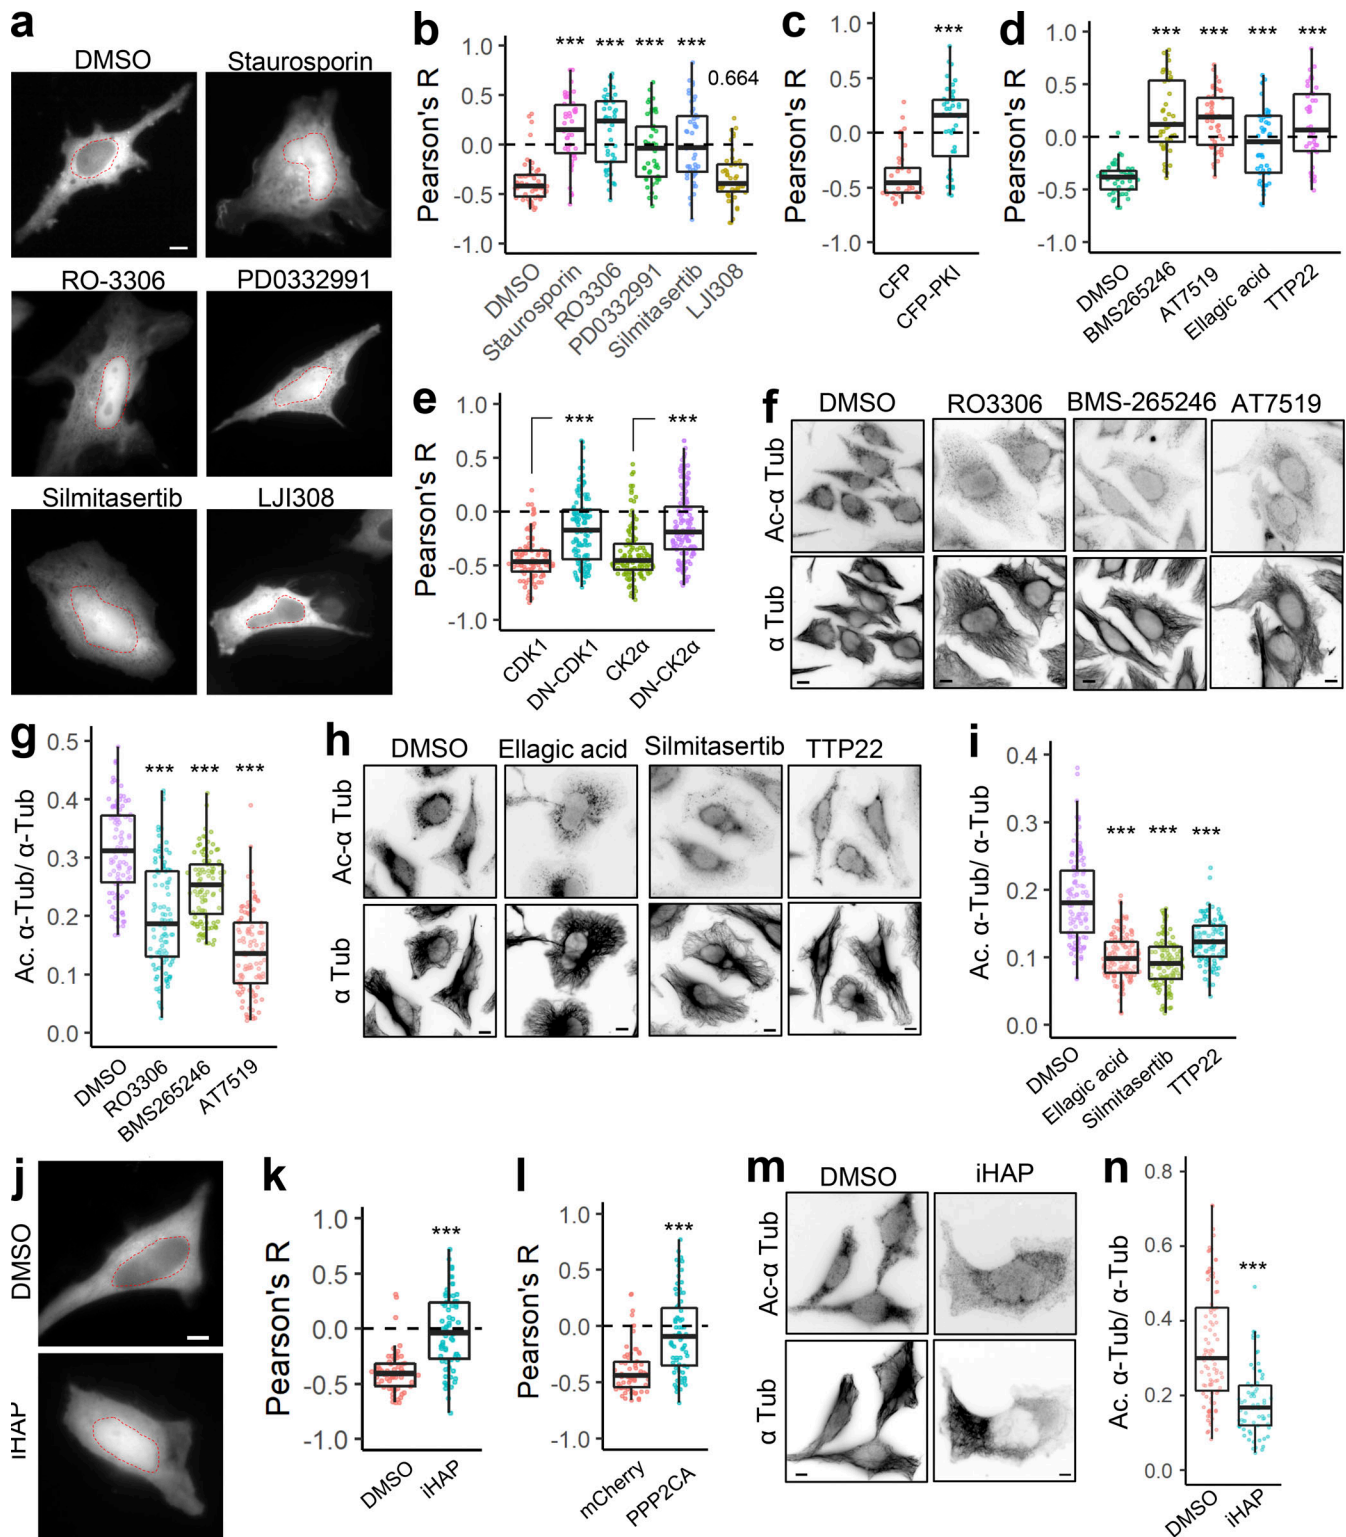 a
DMSO
Staurosporin
RO-3306
PD0332991
Silmitasertib
LJI308
b
Pearson's R
1.0
0.5
0.0
-0.5
-1.0
*** *** *** *** 0.664
DMSO
Staurosporin
RO3306
PD0332991
Silmitasertib
LJI308
c
Pearson's R
1.0
0.5
0.0
-0.5
-1.0
***
CFP
CFP-PKI
d
Pearson's R
1.0
0.5
0.0
-0.5
-1.0
*** *** *** ***
DMSO
BMS265246
AT7519
Ellagic acid
TTP22
e
Pearson's R
1.0
0.5
0.0
-0.5
-1.0
*** ***
CDK1
DN-CDK1
CK2α
DN-CK2α
f
DMSO
RO3306
BMS-265246
AT7519
Ac-α Tub
α Tub
g
Ac. α-Tub/ α-Tub
0.5
0.4
0.3
0.2
0.1
0.0
*** *** ***
DMSO
RO3306
BMS265246
AT7519
h
DMSO
Ellagic acid
Silmitasertib
TTP22
Ac-α Tub
α Tub
i
Ac. α-Tub/ α-Tub
0.4
0.3
0.2
0.1
0.0
*** *** ***
DMSO
Ellagic acid
Silmitasertib
TTP22
j
DMSO
iHAP
k
Pearson's R
1.0
0.5
0.0
-0.5
-1.0
***
DMSO
iHAP
l
Pearson's R
1.0
0.5
0.0
-0.5
-1.0
***
mCherry
PPP2CA
m
DMSO
iHAP
Ac-α Tub
α Tub
n
Ac. α-Tub/ α-Tub
0.8
0.6
0.4
0.2
0.0
***
DMSO
iHAP